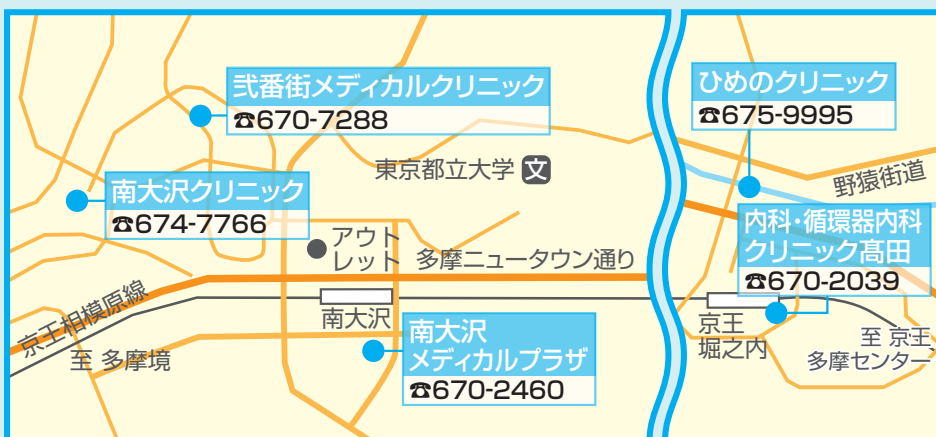 弐番街メディカルクリニック
☎670-7288
ひめのクリニック
☎675-9995
東京都立大学 文
野猿街道
南大沢クリニック
☎674-7766
内科・循環器内科
クリニック髙田
☎670-2039
アウト
レット
多摩ニュータウン通り
京王相模原線
南大沢
京王
堀之内
南大沢
メディカルプラザ
☎670-2460
至 多摩境
至 京王
多摩センター